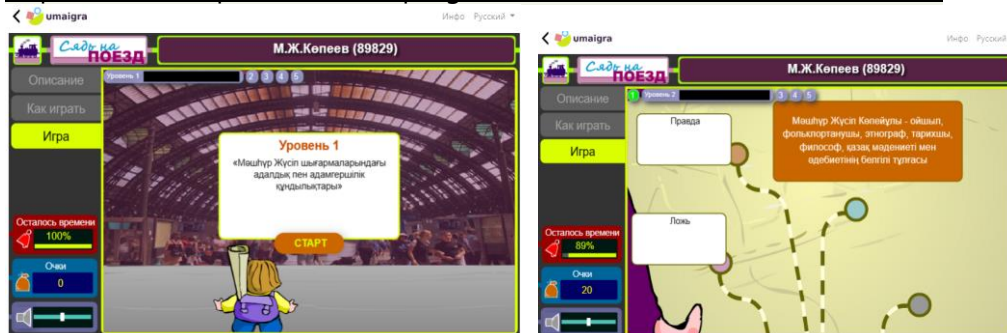 umaigra
Инфо Русский
Сядь на
ПОЕЗД
М.Ж.Көпеев (89829)
Описание
Как играть
Игра
Уровень 1
2 3 4 5
Уровень 1
«Мәшһүр Жүсіп шығармаларындағы
адалдық пен адамгершілік
құндылықтары»
СТАРТ
Осталось времени
100%
Очки
0
umaigra
Инфо Русский
Сядь на
ПОЕЗД
М.Ж.Көпеев (89829)
Описание
Как играть
Игра
1 Уровень 2
3 4 5
Правда
Мәшһүр Жүсіп Көпейұлы - ойшыл,
фольклортанушы, этнограф, тарихшы,
философ, қазақ мәдениеті мен
әдебиетінің белгілі тұлғасы
Ложь
Осталось времени
89%
Очки
20